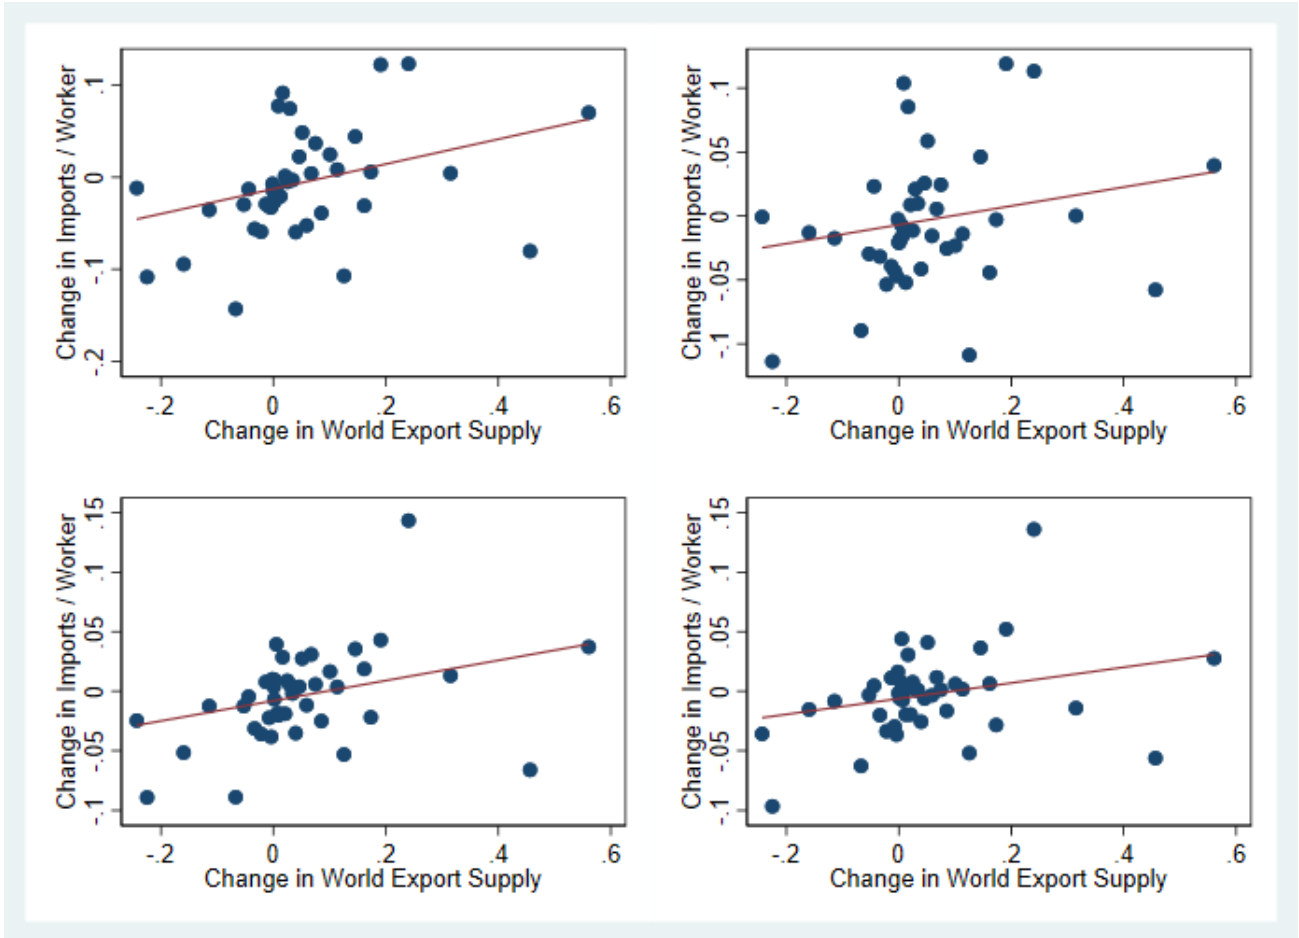 Change in Imports / Worker
.1
0
-.1
-.2
-.2 0 .2 .4 .6
Change in World Export Supply
Change in Imports / Worker
.1
.05
0
-.05
-.1
-.2 0 .2 .4 .6
Change in World Export Supply
Change in Imports / Worker
.15
.1
.05
0
-.05
-.1
-.2 0 .2 .4 .6
Change in World Export Supply
Change in Imports / Worker
.15
.1
.05
0
-.05
-.1
-.2 0 .2 .4 .6
Change in World Export Supply